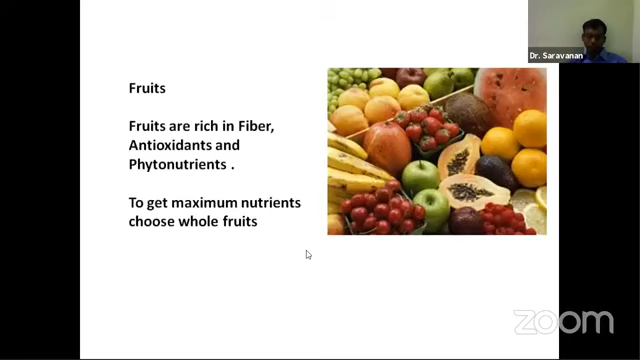 Dr. Saravanan
Fruits
Fruits are rich in Fiber,
Antioxidants and
Phytonutrients .
To get maximum nutrients
choose whole fruits
zoom